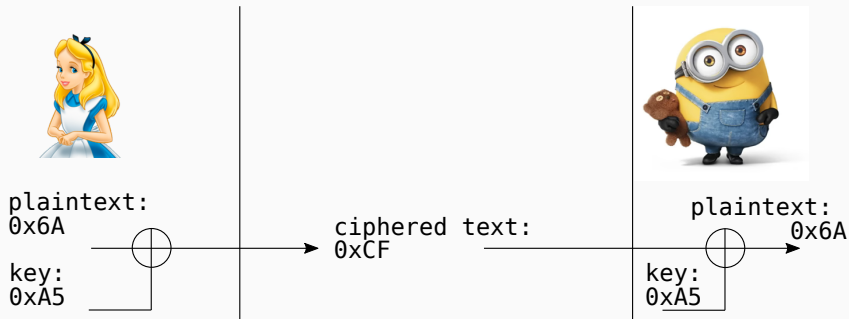 plaintext:
0x6A
key:
0xA5
ciphered text:
0xCF
plaintext:
0x6A
key:
0xA5